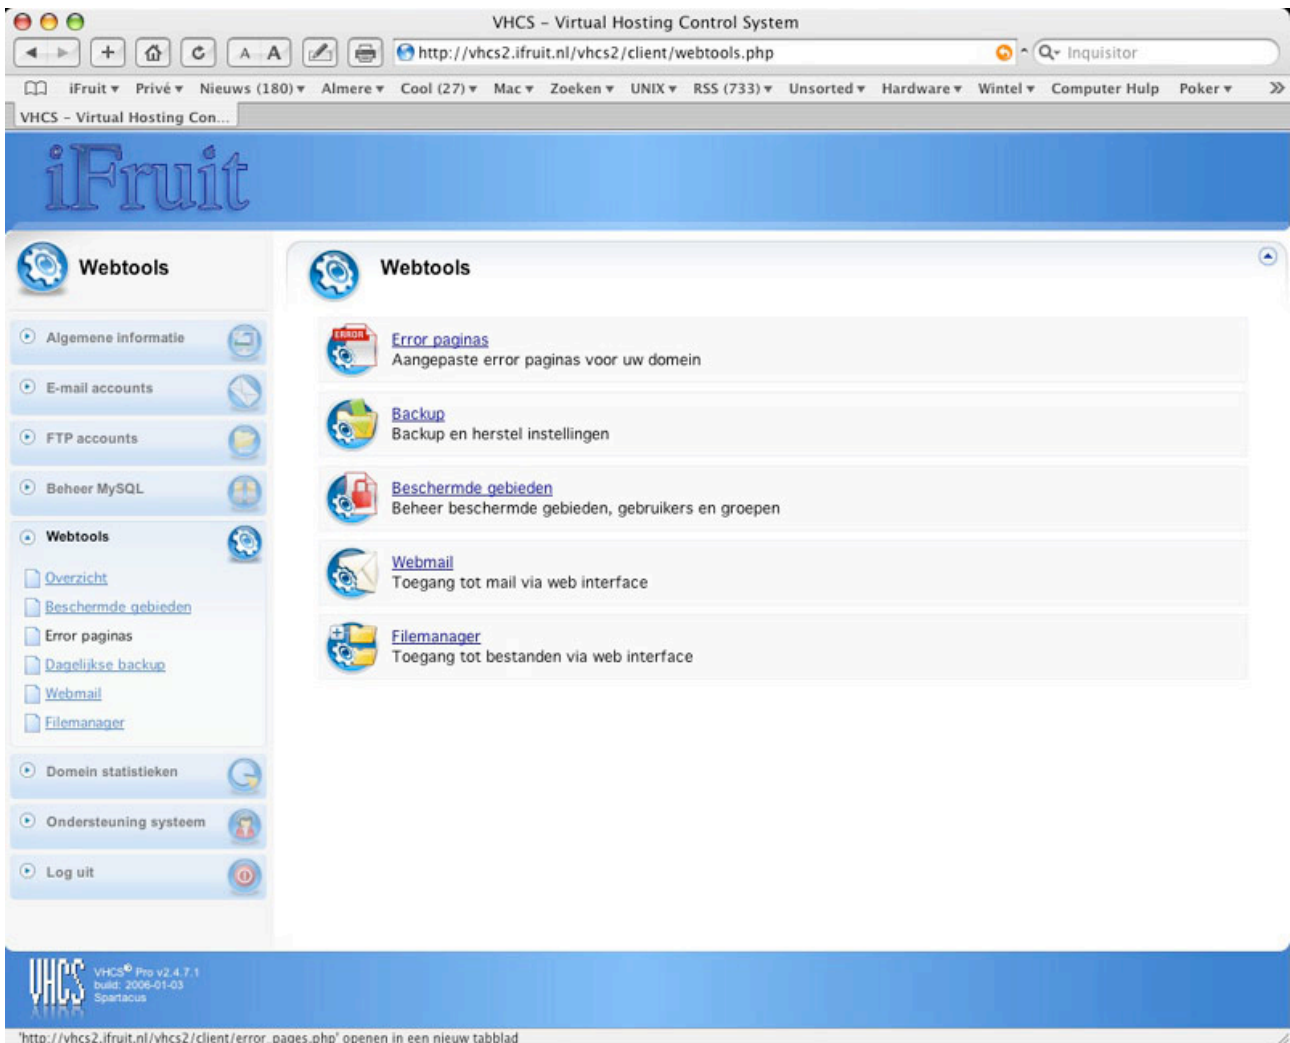 VHCS – Virtual Hosting Control System
A A
http://vhcs2.ifruit.nl/vhcs2/client/webtools.php
Inquisitor
iFruit Privé Nieuws (180) Almere Cool (27) Mac Zoeken UNIX RSS (733) Unsorted Hardware Wintel Computer Hulp Poker
VHCS – Virtual Hosting Con...
iFruit
Webtools
Algemene informatie
E-mail accounts
FTP accounts
Beheer MySQL
Webtools
Overzicht
Beschermde gebieden
Error paginas
Dagelijkse backup
Webmail
Filemanager
Domein statistieken
Ondersteuning systeem
Log uit
Webtools
ERROR
Error paginas
Aangepaste error paginas voor uw domein
Backup
Backup en herstel instellingen
Beschermde gebieden
Beheer beschermde gebieden, gebruikers en groepen
Webmail
Toegang tot mail via web interface
Filemanager
Toegang tot bestanden via web interface
VHCS
VHCS® Pro v2.4.7.1
build: 2006-01-03
Spartacus
'http://vhcs2.ifruit.nl/vhcs2/client/error_pages.php' openen in een nieuw tabblad